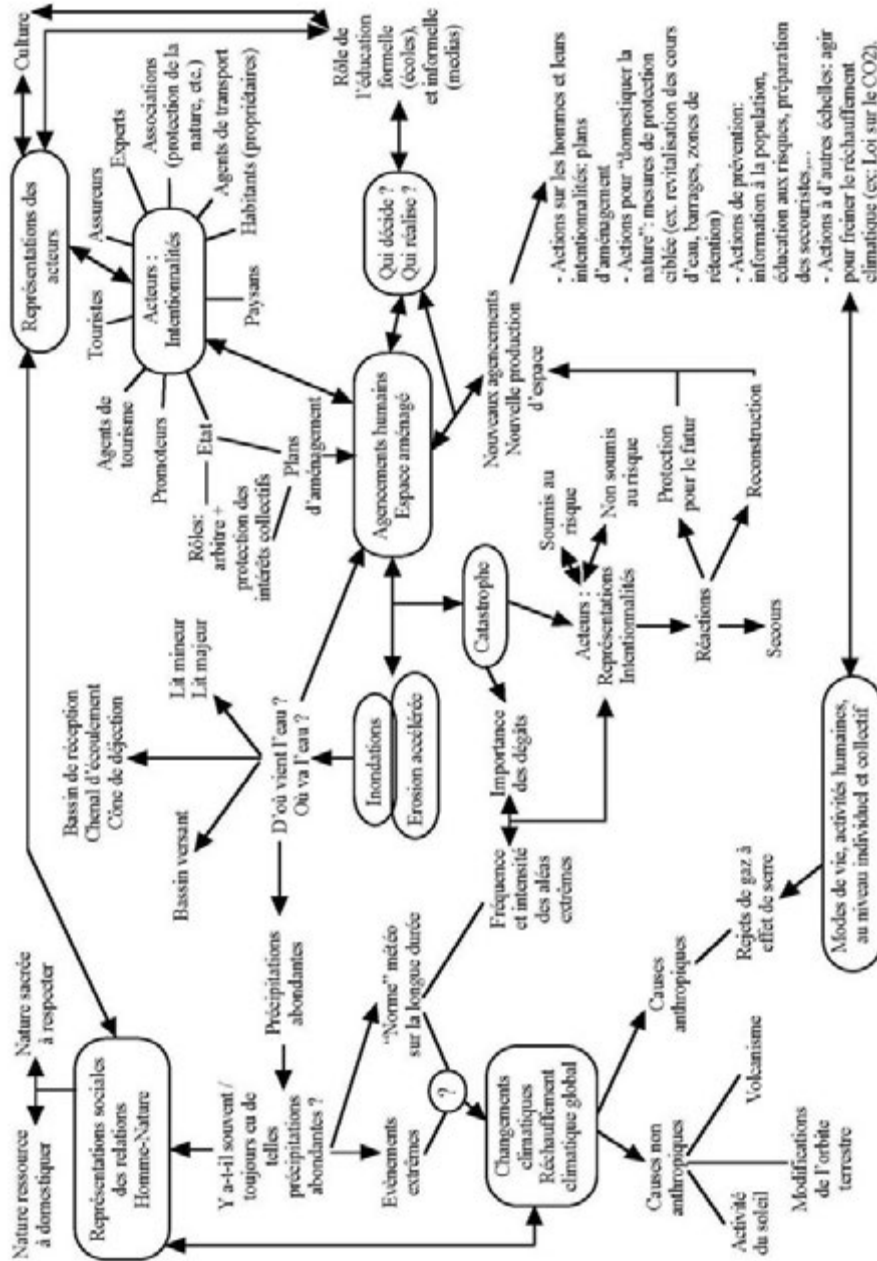 Nature ressource
à domestiquer
Nature sacrée
à respecter
Représentations sociales
des relations
Homme-Nature
Représentations des
acteurs
Culture
Bassin de réception
Chenal d'écoulement
Cône de déjection
Lit mineur
Lit majeur
Bassin versant
D'où vient l'eau ?
Où va l'eau ?
Précipitations
abondantes
Y a-t-il souvent /
toujours eu de
telles
précipitations
abondantes ?
Evènements
extrêmes
"Norme" météo
sur la longue durée
?
Inondations
Erosion accélérée
Touristes
Assureurs
Experts
Associations
(protection de la
nature, etc.)
Agents de transport
Habitants (propriétaires)
Paysans
Acteurs :
Intentionnalités
Agents de
tourisme
Promoteurs
Etat
Rôles:
arbitre +
protection des
intérêts collectifs
Plans
d'aménagement
Agencements humains
Espace aménagé
Qui décide ?
Qui réalise ?
Rôle de
l'éducation
formelle
(écoles),
et informelle
(medias)
Catastrophe
Importance
des dégâts
Fréquence
et intensité
des aléas
extrêmes
Acteurs :
Représentations
Intentionnalités
Soumis au
risque
Non soumis
au risque
Réactions
Secours
Protection
pour le futur
Reconstruction
Nouveaux agencements
Nouvelle production
d'espace
- Actions sur les hommes et leurs
intentionnalités: plans
d'aménagement
- Actions pour "domestiquer la
nature": mesures de protection
ciblée (ex. revitalisation des cours
d'eau, barrages, zones de
rétention)
- Actions de prévention:
information à la population,
éducation aux risques, préparation
des secouristes,...
- Actions à d'autres échelles: agir
pour freiner le réchauffement
climatique (ex: Loi sur le CO2).
Changements
climatiques
Réchauffement
climatique global
Causes non
anthropiques
Causes
anthropiques
Activité
du soleil
Modifications
de l'orbite
terrestre
Volcanisme
Rejets de gaz à
effet de serre
Modes de vie, activités humaines,
au niveau individuel et collectif